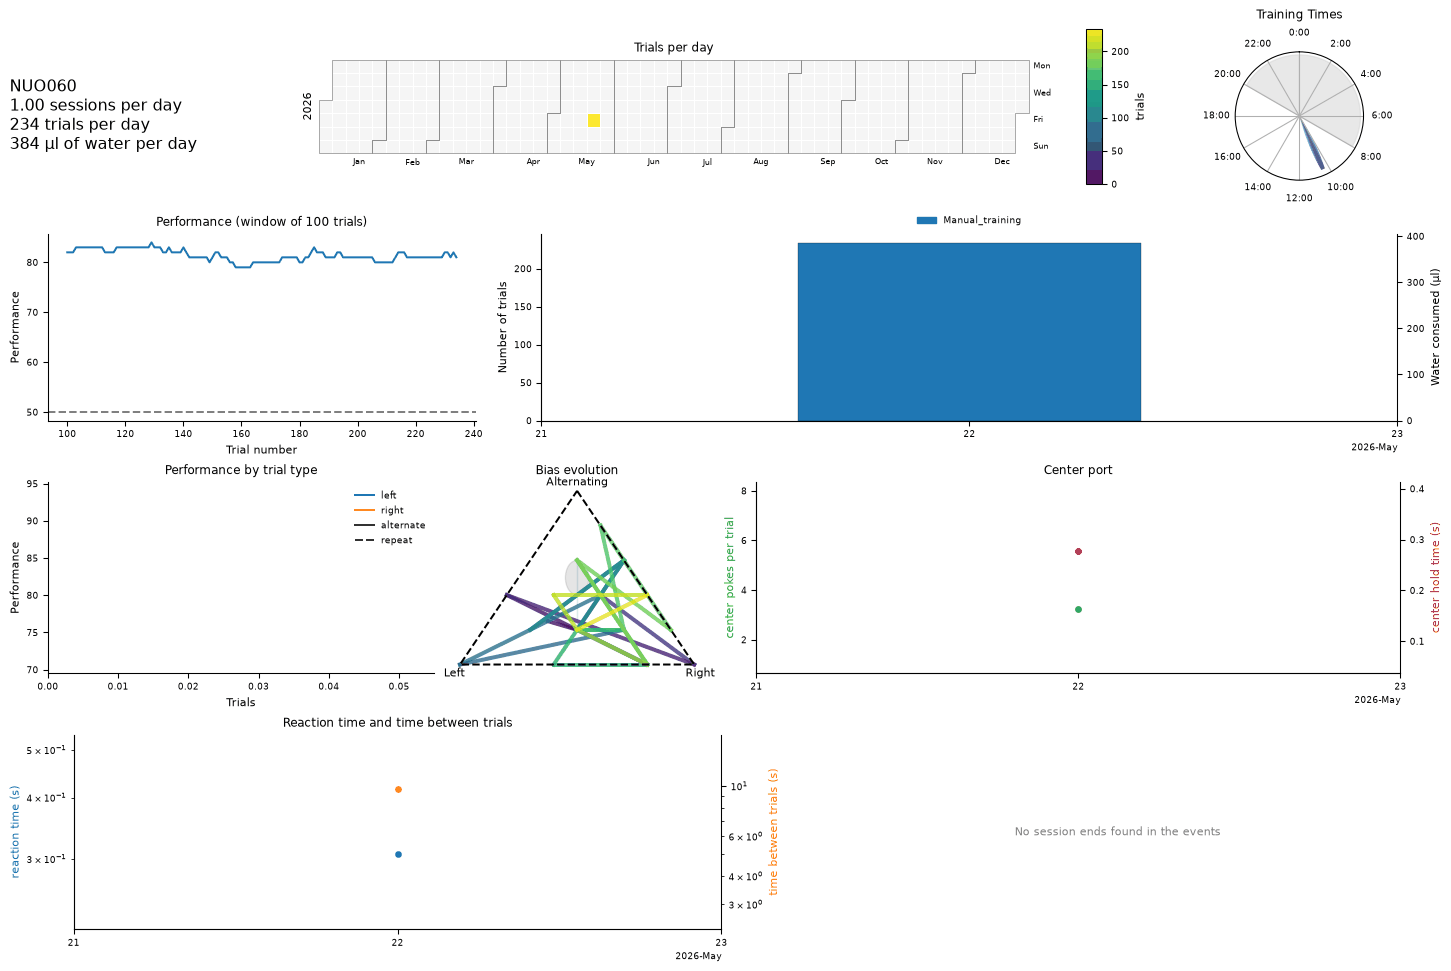 NUO060
1.00 sessions per day
234 trials per day
384 µl of water per day
Trials per day
2026
Mon
Wed
Fri
Sun
Jan Feb Mar Apr May Jun Jul Aug Sep Oct Nov Dec
200
150
100
50
0
trials
Training Times
0:00
2:00
4:00
6:00
8:00
10:00
12:00
14:00
16:00
18:00
20:00
22:00
Performance (window of 100 trials)
Performance
80
70
60
50
100 120 140 160 180 200 220 240
Trial number
Manual_training
Number of trials
200
150
100
50
0
21 22 23
2026-May
Water consumed (µl)
400
300
200
100
0
Performance by trial type
Performance
95
90
85
80
75
70
0.00 0.01 0.02 0.03 0.04 0.05
Trials
left
right
alternate
repeat
Bias evolution
Alternating
Left
Right
Center port
center pokes per trial
8
6
4
2
21 22 23
2026-May
center hold time (s)
0.4
0.3
0.2
0.1
Reaction time and time between trials
reaction time (s)
5 × 10⁻¹
4 × 10⁻¹
3 × 10⁻¹
21 22 23
2026-May
time between trials (s)
10¹
6 × 10⁰
4 × 10⁰
3 × 10⁰
No session ends found in the events